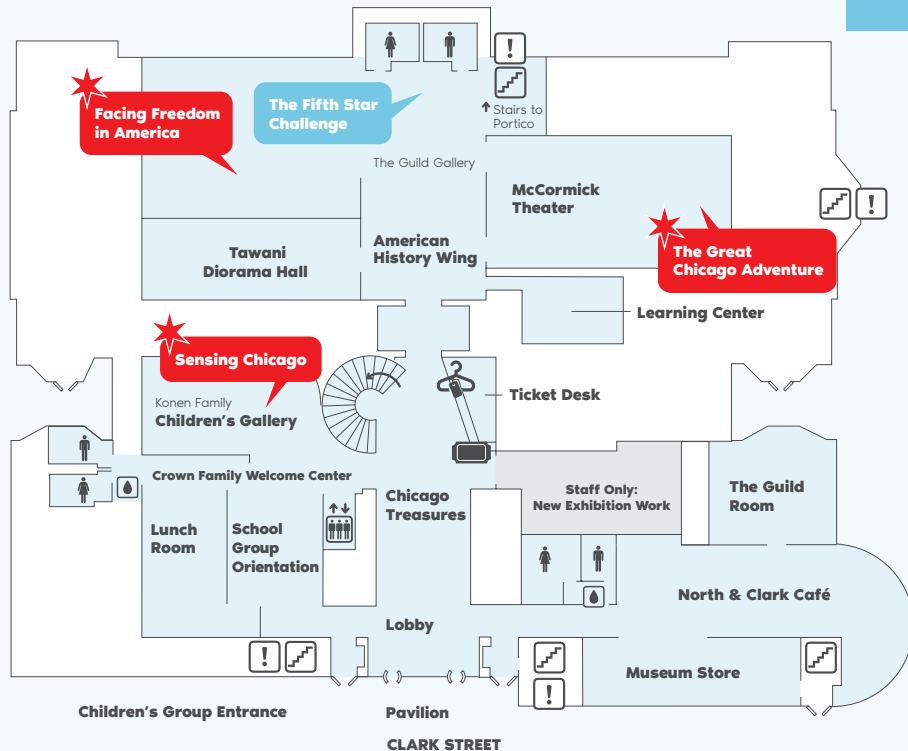 !
Facing Freedom
in America
The Fifth Star
Challenge
Stairs to
Portico
The Guild Gallery
McCormick
Theater
!
Tawani
Diorama Hall
American
History Wing
The Great
Chicago Adventure
Learning Center
Sensing Chicago
Konen Family
Children's Gallery
Ticket Desk
Crown Family Welcome Center
Chicago
Treasures
Staff Only:
New Exhibition Work
The Guild
Room
Lunch
Room
School
Group
Orientation
North & Clark Café
Lobby
!
Museum Store
!
Children's Group Entrance
Pavilion
CLARK STREET